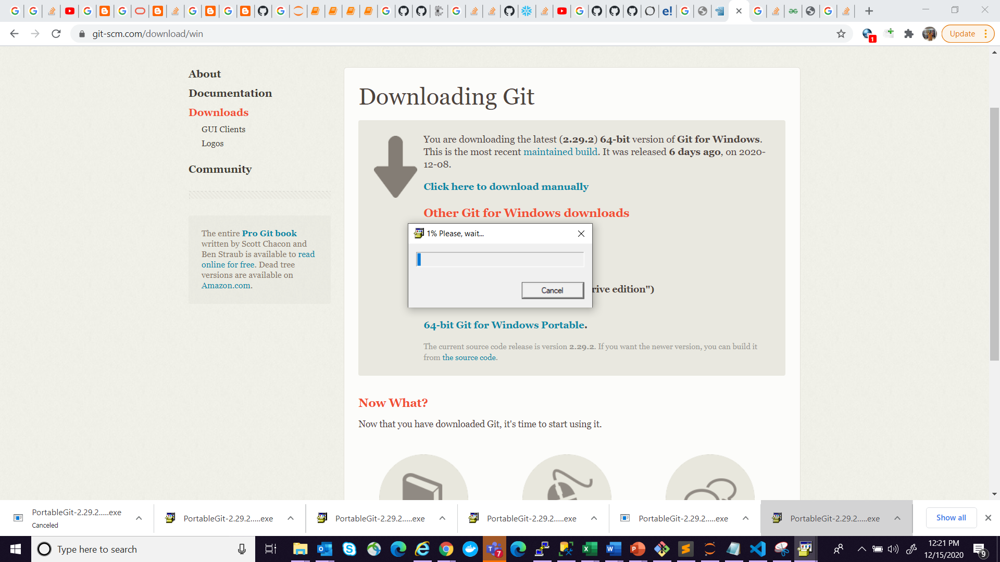 git-scm.com/download/win
1
Update
About
Documentation
Downloads
GUI Clients
Logos
Community
The entire Pro Git book
written by Scott Chacon and
Ben Straub is available to read
online for free. Dead tree
versions are available on
Amazon.com.
Downloading Git
You are downloading the latest (2.29.2) 64-bit version of Git for Windows.
This is the most recent maintained build. It was released 6 days ago, on 2020-
12-08.
Click here to download manually
Other Git for Windows downloads
1% Please, wait...
Cancel
rive edition")
64-bit Git for Windows Portable.
The current source code release is version 2.29.2. If you want the newer version, you can build it
from the source code.
Now What?
Now that you have downloaded Git, it's time to start using it.
PortableGit-2.29.2.....exe
Canceled
PortableGit-2.29.2.....exe
PortableGit-2.29.2.....exe
PortableGit-2.29.2.....exe
PortableGit-2.29.2.....exe
PortableGit-2.29.2.....exe
Show all
Type here to search
7
12:21 PM
12/15/2020
9